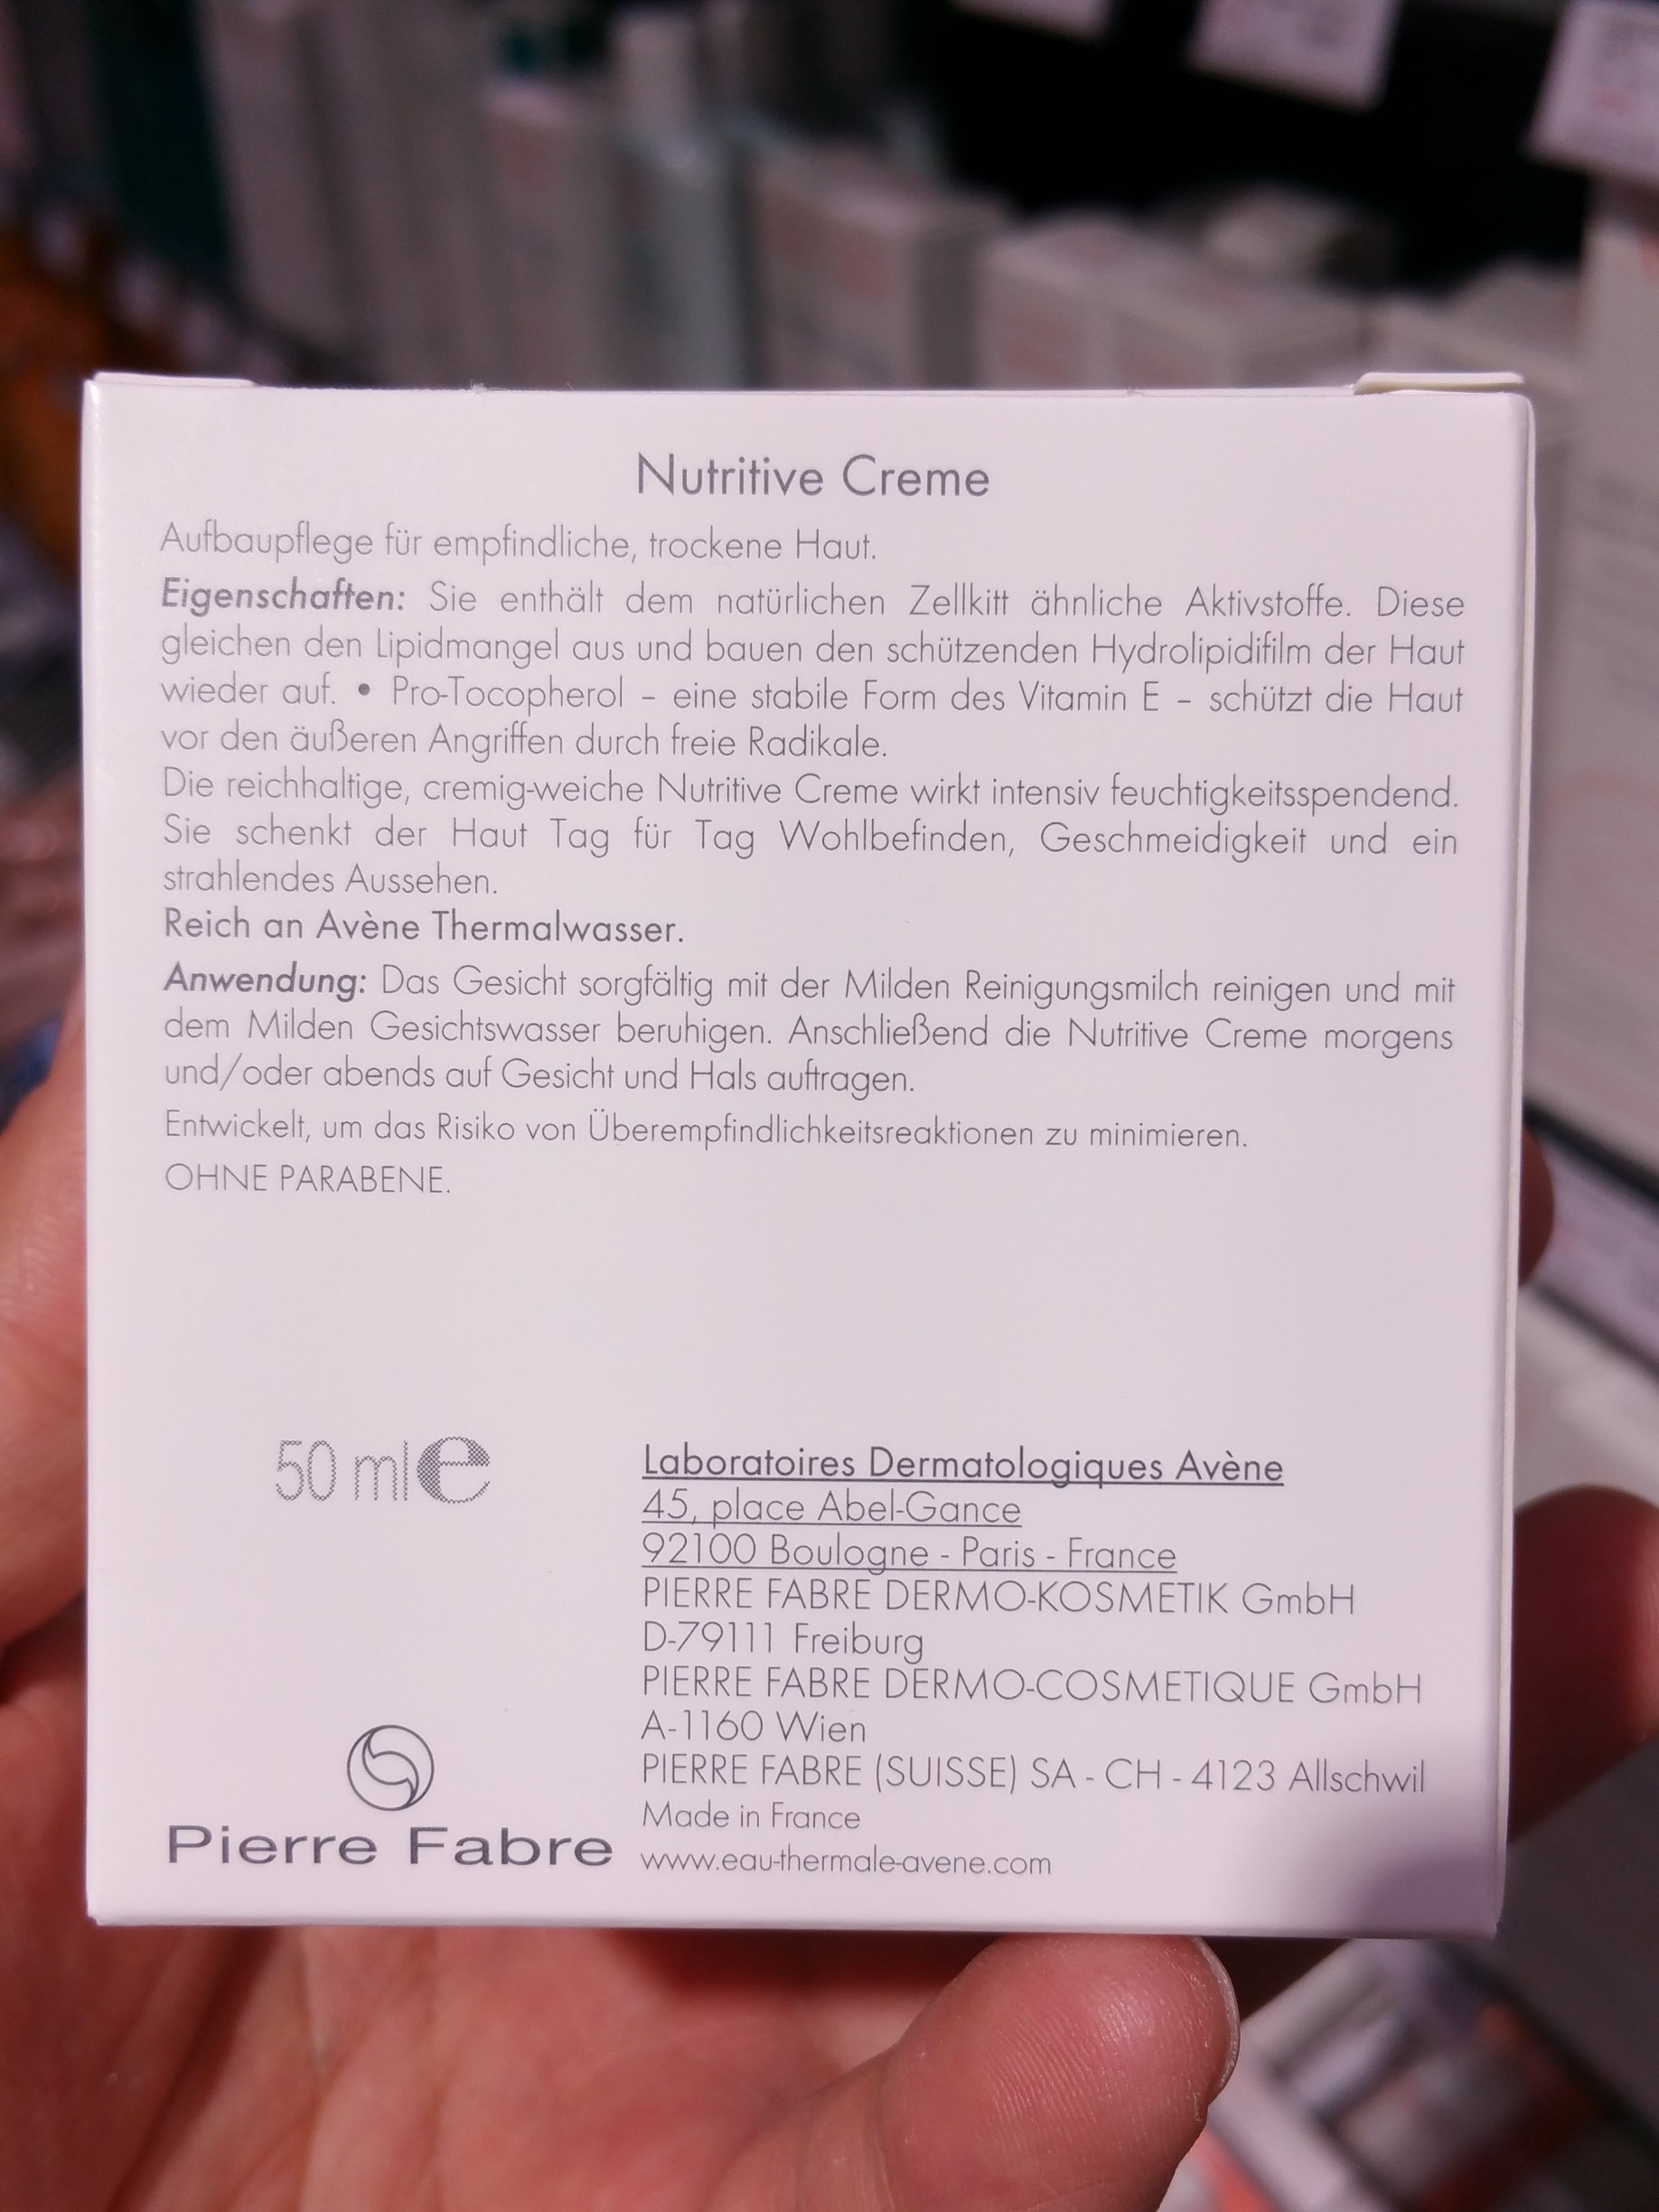 Nutritive Creme
Aufbaupflege für empfindliche, trockene Haut.
Eigenschaften: Sie enthält dem natürlichen Zellkitt ähnliche Aktivstoffe. Diese
gleichen den Lipidmangel aus und bauen den schützenden Hydrolipidifilm der Haut
wieder auf. • Pro-Tocopherol – eine stabile Form des Vitamin E – schützt die Haut
vor den äußeren Angriffen durch freie Radikale.
Die reichhaltige, cremig-weiche Nutritive Creme wirkt intensiv feuchtigkeitsspendend.
Sie schenkt der Haut Tag für Tag Wohlbefinden, Geschmeidigkeit und ein
strahlendes Aussehen.
Reich an Avène Thermalwasser.
Anwendung: Das Gesicht sorgfältig mit der Milden Reinigungsmilch reinigen und mit
dem Milden Gesichtswasser beruhigen. Anschließend die Nutritive Creme morgens
und/oder abends auf Gesicht und Hals auftragen.
Entwickelt, um das Risiko von Überempfindlichkeitsreaktionen zu minimieren.
OHNE PARABENE.
50 ml e
Laboratoires Dermatologiques Avène
45, place Abel-Gance
92100 Boulogne - Paris - France
PIERRE FABRE DERMO-KOSMETIK GmbH
D-79111 Freiburg
PIERRE FABRE DERMO-COSMETIQUE GmbH
A-1160 Wien
PIERRE FABRE (SUISSE) SA - CH - 4123 Allschwil
Made in France
www.eau-thermale-avene.com
Pierre Fabre